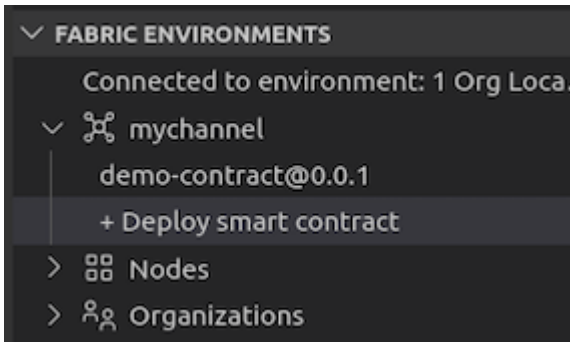 FABRIC ENVIRONMENTS
Connected to environment: 1 Org Loca.
mychannel
demo-contract@0.0.1
+ Deploy smart contract
Nodes
Organizations